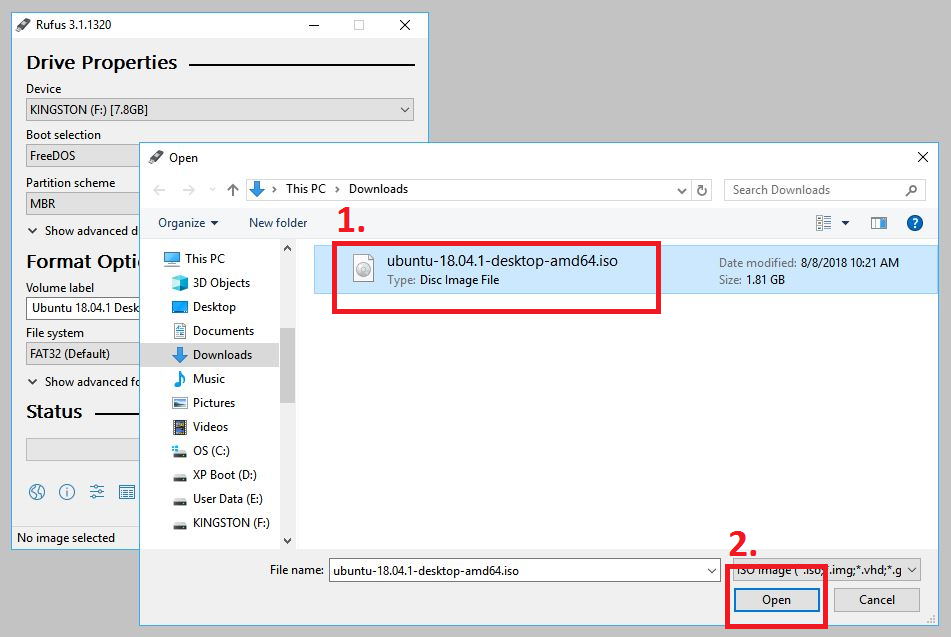 Rufus 3.1.1320
Drive Properties
Device
KINGSTON (F:) [7.8GB]
Boot selection
FreeDOS
Partition scheme
MBR
Show advanced d
Format Opti
Volume label
Ubuntu 18.04.1 Desk
File system
FAT32 (Default)
Show advanced fo
Status
No image selected
Open
This PC > Downloads
Search Downloads
Organize
New folder
?
1.
This PC
3D Objects
Desktop
Documents
Downloads
Music
Pictures
Videos
OS (C:)
XP Boot (D:)
User Data (E:)
KINGSTON (F:)
ubuntu-18.04.1-desktop-amd64.iso
Type: Disc Image File
Date modified: 8/8/2018 10:21 AM
Size: 1.81 GB
2.
File name: ubuntu-18.04.1-desktop-amd64.iso
ISO Image (*.iso;*.img;*.vhd;*.g
Open
Cancel